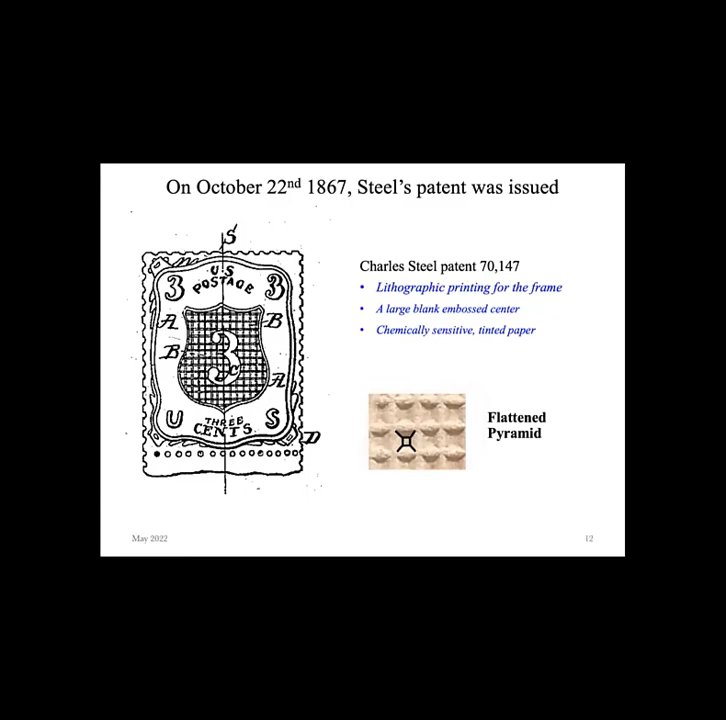 On October 22nd 1867, Steel's patent was issued
S
U.S
POSTAGE
3 3
A B
3c
B A
U S
THREE
CENTS
D
Charles Steel patent 70,147
• Lithographic printing for the frame
• A large blank embossed center
• Chemically sensitive, tinted paper
Flattened
Pyramid
May 2022
12